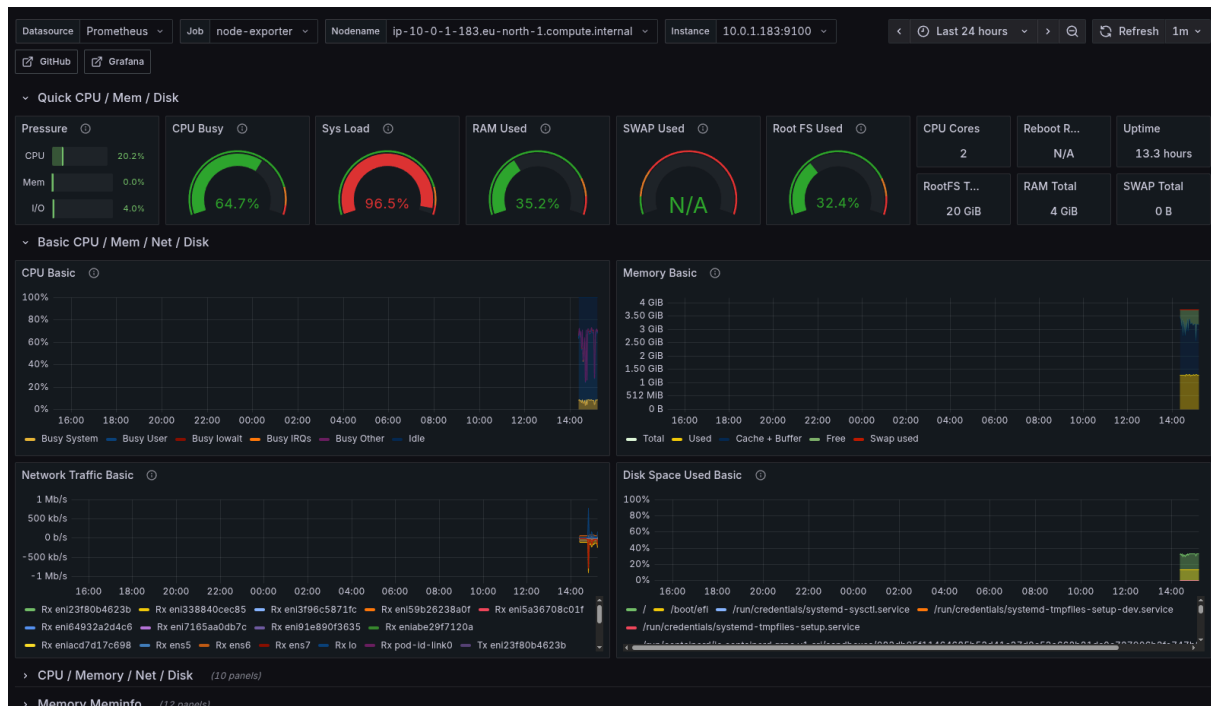 Datasource Prometheus Job node-exporter Nodename ip-10-0-1-183.eu-north-1.compute.internal Instance 10.0.1.183:9100 Last 24 hours Refresh 1m
GitHub Grafana
Quick CPU / Mem / Disk
Pressure CPU Busy Sys Load RAM Used SWAP Used Root FS Used CPU Cores Reboot R... Uptime
CPU 20.2%
Mem 0.0%
I/O 4.0%
64.7% 96.5% 35.2% N/A 32.4%
2 N/A 13.3 hours
RootFS T... RAM Total SWAP Total
20 GiB 4 GiB 0 B
Basic CPU / Mem / Net / Disk
CPU Basic
100%
80%
60%
40%
20%
0%
16:00 18:00 20:00 22:00 00:00 02:00 04:00 06:00 08:00 10:00 12:00 14:00
Busy System Busy User Busy Iowait Busy IRQs Busy Other Idle
Memory Basic
4 GiB
3.50 GiB
3 GiB
2.50 GiB
2 GiB
1.50 GiB
1 GiB
512 MiB
0 B
16:00 18:00 20:00 22:00 00:00 02:00 04:00 06:00 08:00 10:00 12:00 14:00
Total Used Cache + Buffer Free Swap used
Network Traffic Basic
1 Mb/s
500 kb/s
0 b/s
-500 kb/s
-1 Mb/s
16:00 18:00 20:00 22:00 00:00 02:00 04:00 06:00 08:00 10:00 12:00 14:00
Rx eni23f80b4623b Rx eni338840cec85 Rx eni3f96c5871fc Rx eni59b26238a0f Rx eni5a36708c01f
Rx eni64932a2d4c6 Rx eni7165aa0db7c Rx eni91e890f3635 Rx eniabe29f7120a
Rx eniacd7d17c698 Rx ens5 Rx ens6 Rx ens7 Rx lo Rx pod-id-link0 Tx eni23f80b4623b
Disk Space Used Basic
100%
80%
60%
40%
20%
0%
16:00 18:00 20:00 22:00 00:00 02:00 04:00 06:00 08:00 10:00 12:00 14:00
/ /boot/efi /run/credentials/systemd-sysctl.service /run/credentials/systemd-tmpfiles-setup-dev.service
/run/credentials/systemd-tmpfiles-setup.service
CPU / Memory / Net / Disk (10 panels)
Memory Meminfo (12 panels)